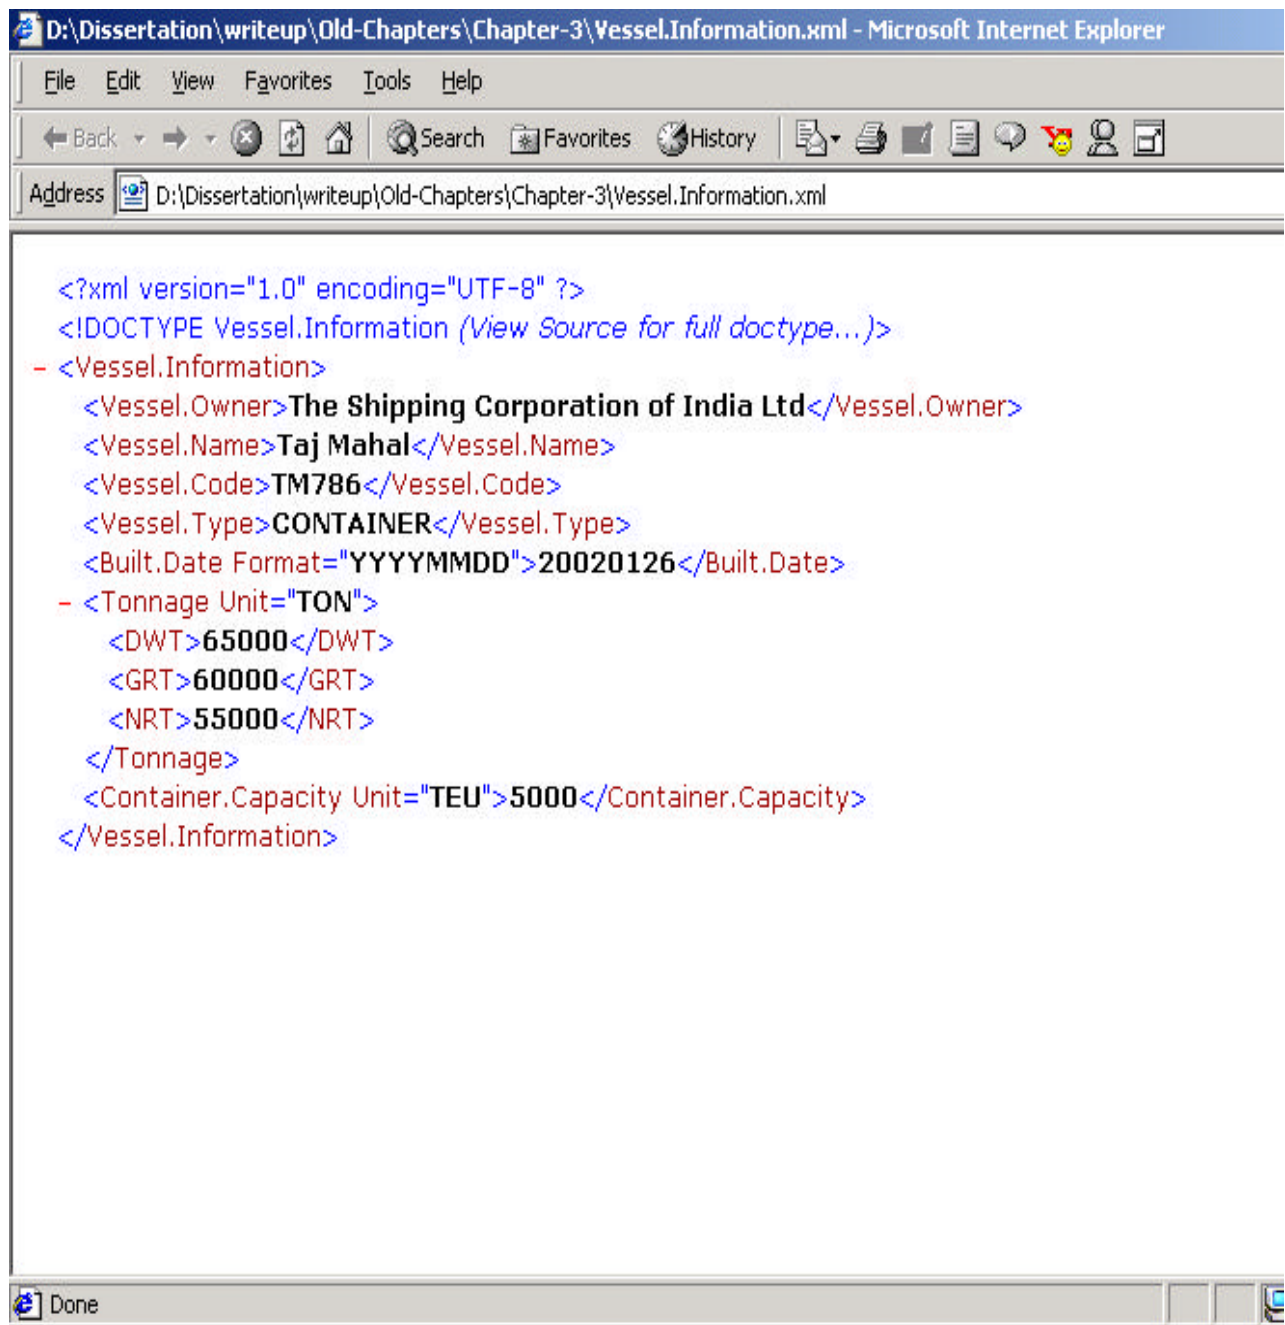 D:\Dissertation\writeup\Old-Chapters\Chapter-3\Vessel.Information.xml - Microsoft Internet Explorer
File Edit View Favorites Tools Help
Back Search Favorites History
Address D:\Dissertation\writeup\Old-Chapters\Chapter-3\Vessel.Information.xml
<?xml version="1.0" encoding="UTF-8" ?>
<!DOCTYPE Vessel.Information (View Source for full doctype...)>
- <Vessel.Information>
<Vessel.Owner>The Shipping Corporation of India Ltd</Vessel.Owner>
<Vessel.Name>Taj Mahal</Vessel.Name>
<Vessel.Code>TM786</Vessel.Code>
<Vessel.Type>CONTAINER</Vessel.Type>
<Built.Date Format="YYYYMMDD">20020126</Built.Date>
- <Tonnage Unit="TON">
<DWT>65000</DWT>
<GRT>60000</GRT>
<NRT>55000</NRT>
</Tonnage>
<Container.Capacity Unit="TEU">5000</Container.Capacity>
</Vessel.Information>
Done